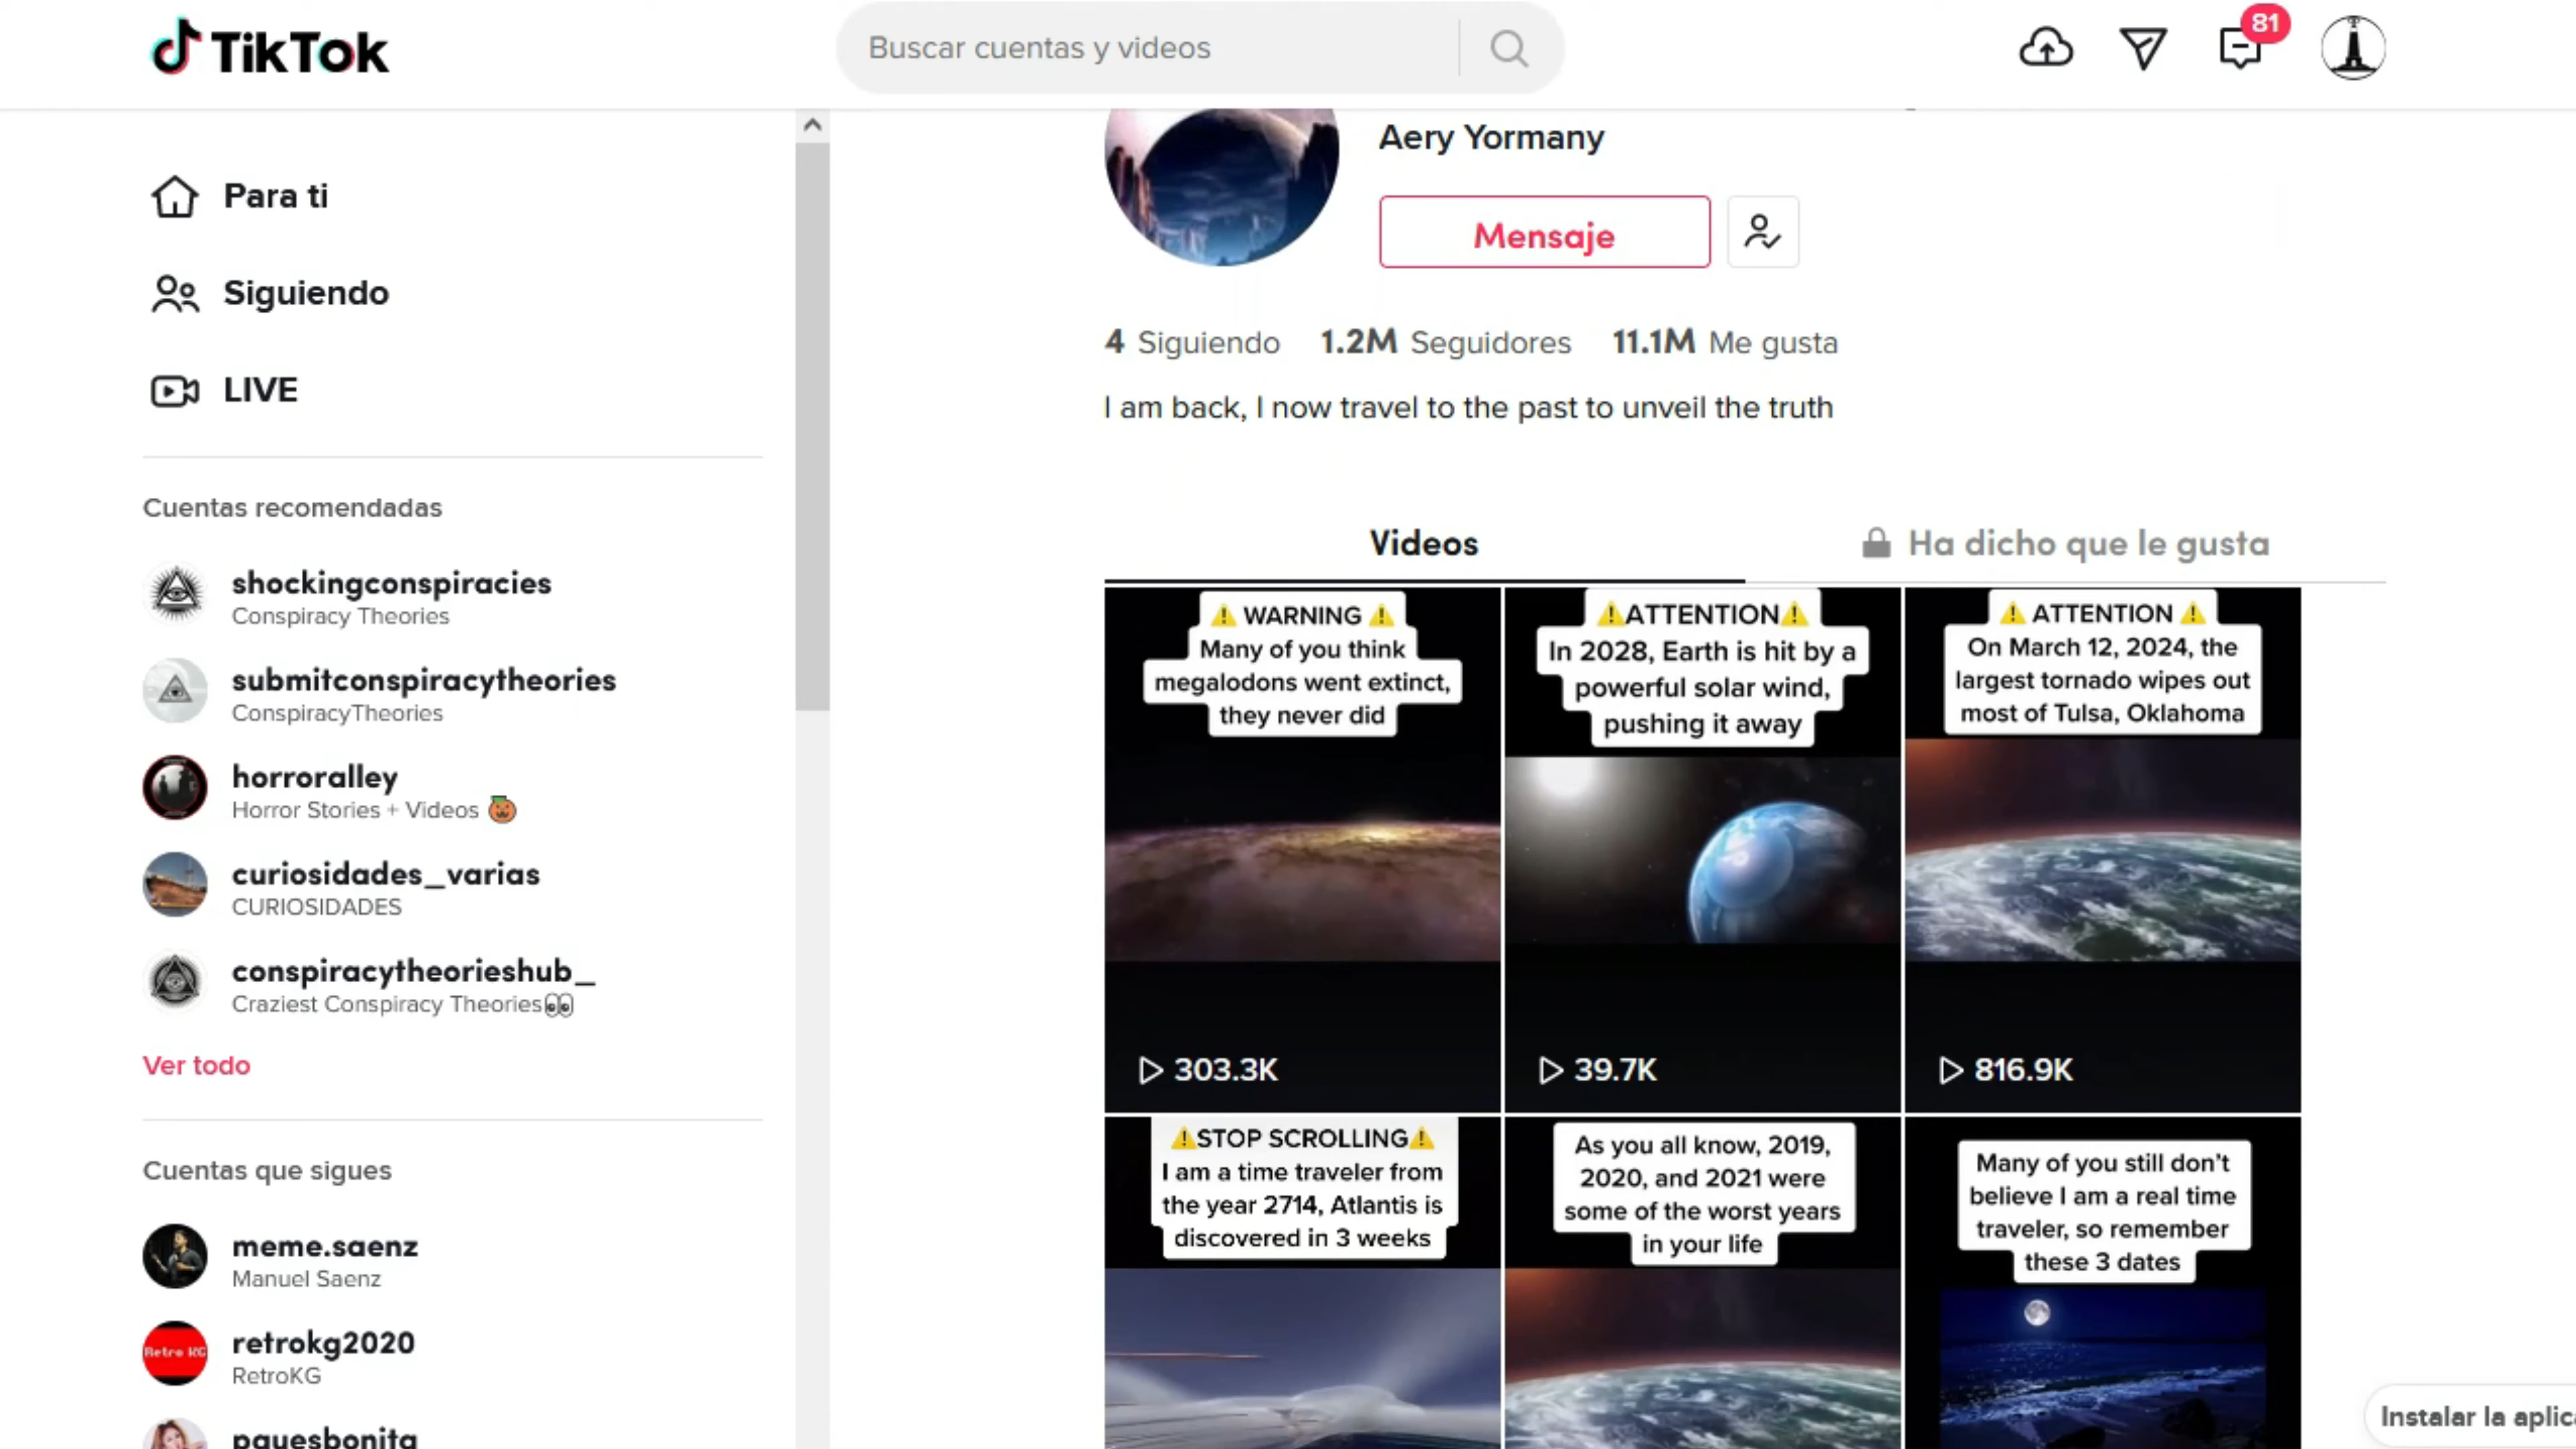 TikTok
Buscar cuentas y videos
81
Para ti
Siguiendo
LIVE
Cuentas recomendadas
shockingconspiracies
Conspiracy Theories
submitconspiracytheories
ConspiracyTheories
horroralley
Horror Stories + Videos 🎃
curiosidades_varias
CURIOSIDADES
conspiracytheorieshub_
Craziest Conspiracy Theories👀
Ver todo
Cuentas que sigues
meme.saenz
Manuel Saenz
Retro KG
retrokg2020
RetroKG
Aery Yormany
Mensaje
4 Siguiendo 1.2M Seguidores 11.1M Me gusta
I am back, I now travel to the past to unveil the truth
Videos
Ha dicho que le gusta
⚠️ WARNING ⚠️
Many of you think
megalodons went extinct,
they never did
303.3K
⚠️ATTENTION⚠️
In 2028, Earth is hit by a
powerful solar wind,
pushing it away
39.7K
⚠️ ATTENTION ⚠️
On March 12, 2024, the
largest tornado wipes out
most of Tulsa, Oklahoma
816.9K
⚠️STOP SCROLLING⚠️
I am a time traveler from
the year 2714, Atlantis is
discovered in 3 weeks
As you all know, 2019,
2020, and 2021 were
some of the worst years
in your life
Many of you still don't
believe I am a real time
traveler, so remember
these 3 dates
Instalar la